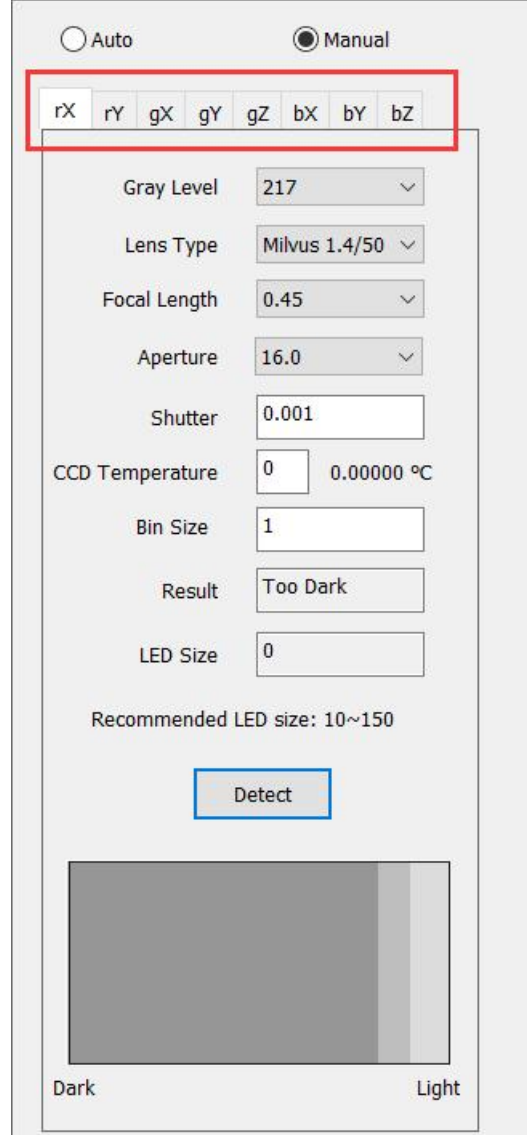 Auto Manual
rX rY gX gY gZ bX bY bZ
Gray Level 217
Lens Type Milvus 1.4/50
Focal Length 0.45
Aperture 16.0
Shutter 0.001
CCD Temperature 0 0.00000 ºC
Bin Size 1
Result Too Dark
LED Size 0
Recommended LED size: 10~150
Detect
Dark Light